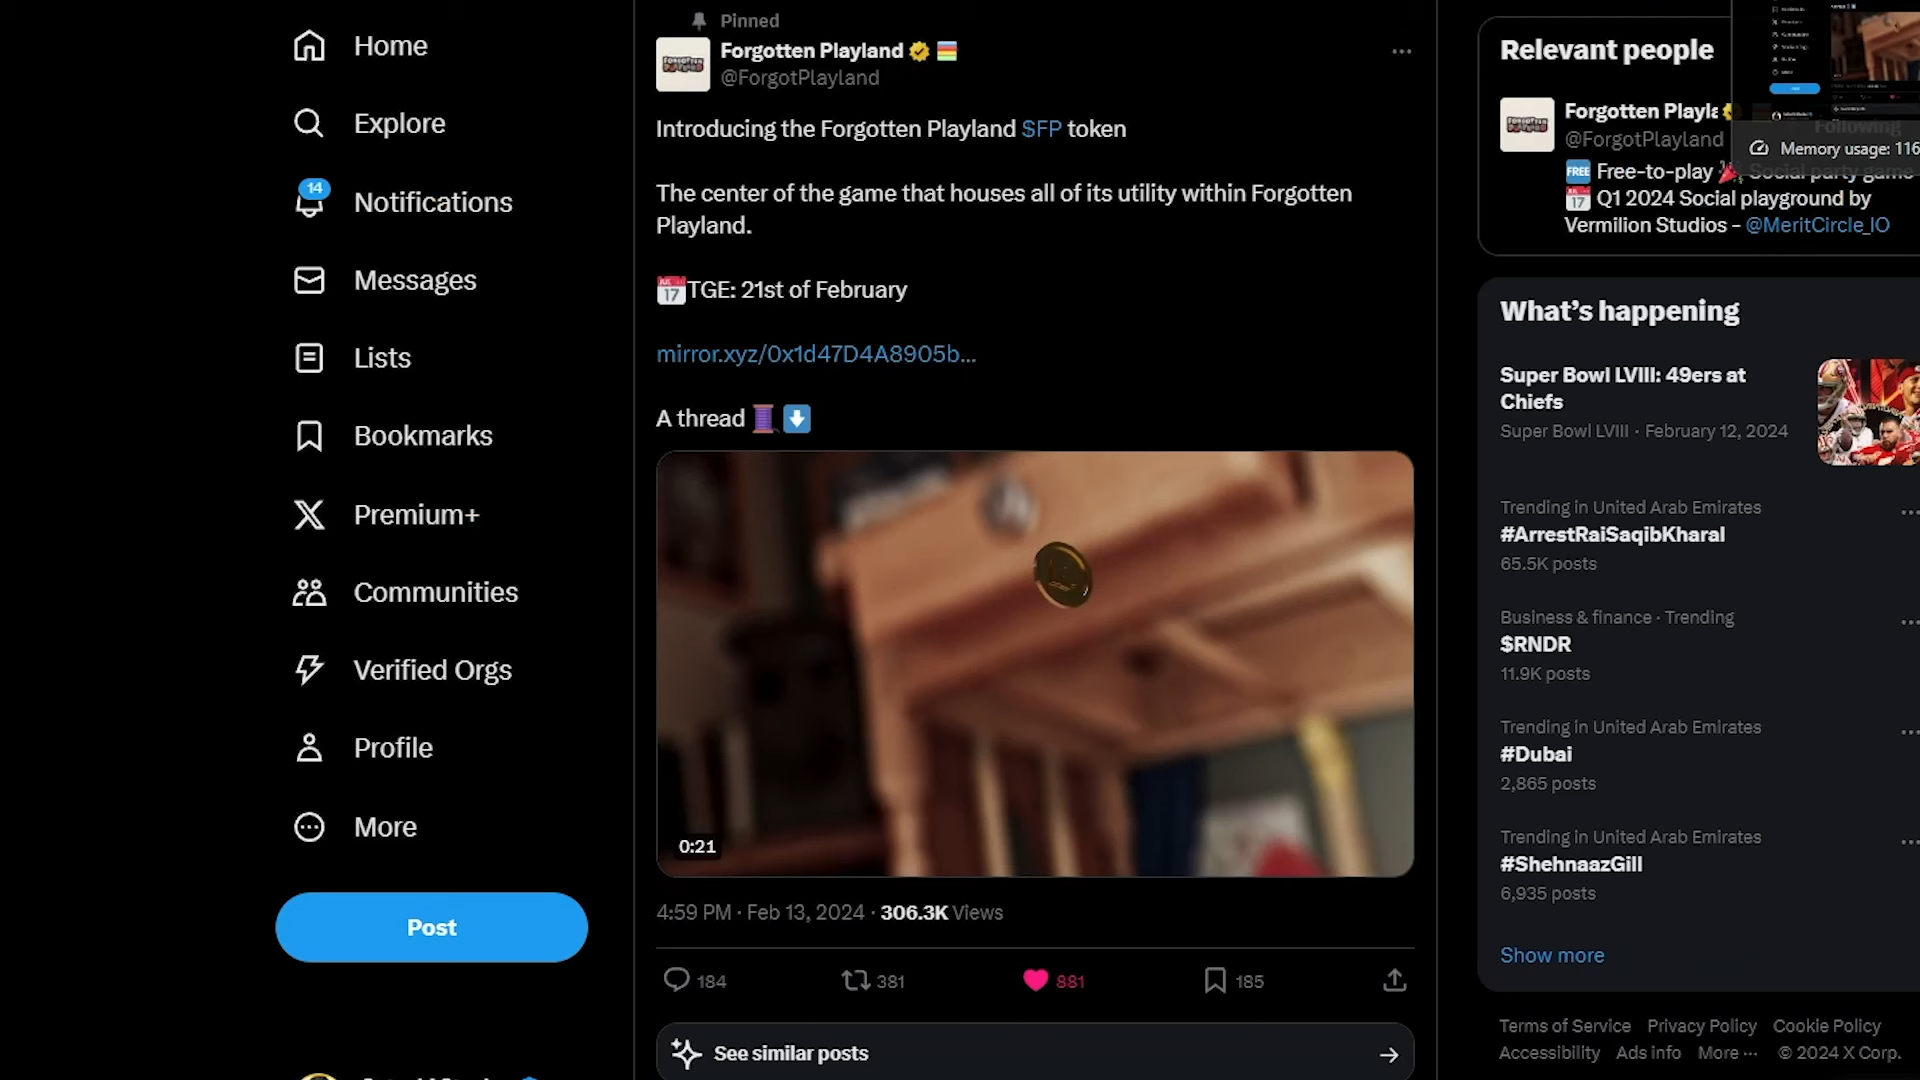 Home
Explore
14
Notifications
Messages
Lists
Bookmarks
Premium+
Communities
Verified Orgs
Profile
More
Post
Pinned
Forgotten Playland
@ForgotPlayland
Introducing the Forgotten Playland $FP token
The center of the game that houses all of its utility within Forgotten
Playland.
TGE: 21st of February
mirror.xyz/0x1d47D4A8905b…
A thread
0:21
4:59 PM · Feb 13, 2024 · 306.3K Views
184
381
881
185
See similar posts
Relevant people
Forgotten Playla
@ForgotPlayland
Following
Memory usage: 116
FREE Free-to-play Social party game
JUL 17 Q1 2024 Social playground by
Vermilion Studios - @MeritCircle_IO
What's happening
Super Bowl LVIII: 49ers at
Chiefs
Super Bowl LVIII · February 12, 2024
Trending in United Arab Emirates
#ArrestRaiSaqibKharal
65.5K posts
Business & finance · Trending
$RNDR
11.9K posts
Trending in United Arab Emirates
#Dubai
2,865 posts
Trending in United Arab Emirates
#ShehnaazGill
6,935 posts
Show more
Terms of Service Privacy Policy Cookie Policy
Accessibility Ads info More ··· © 2024 X Corp.